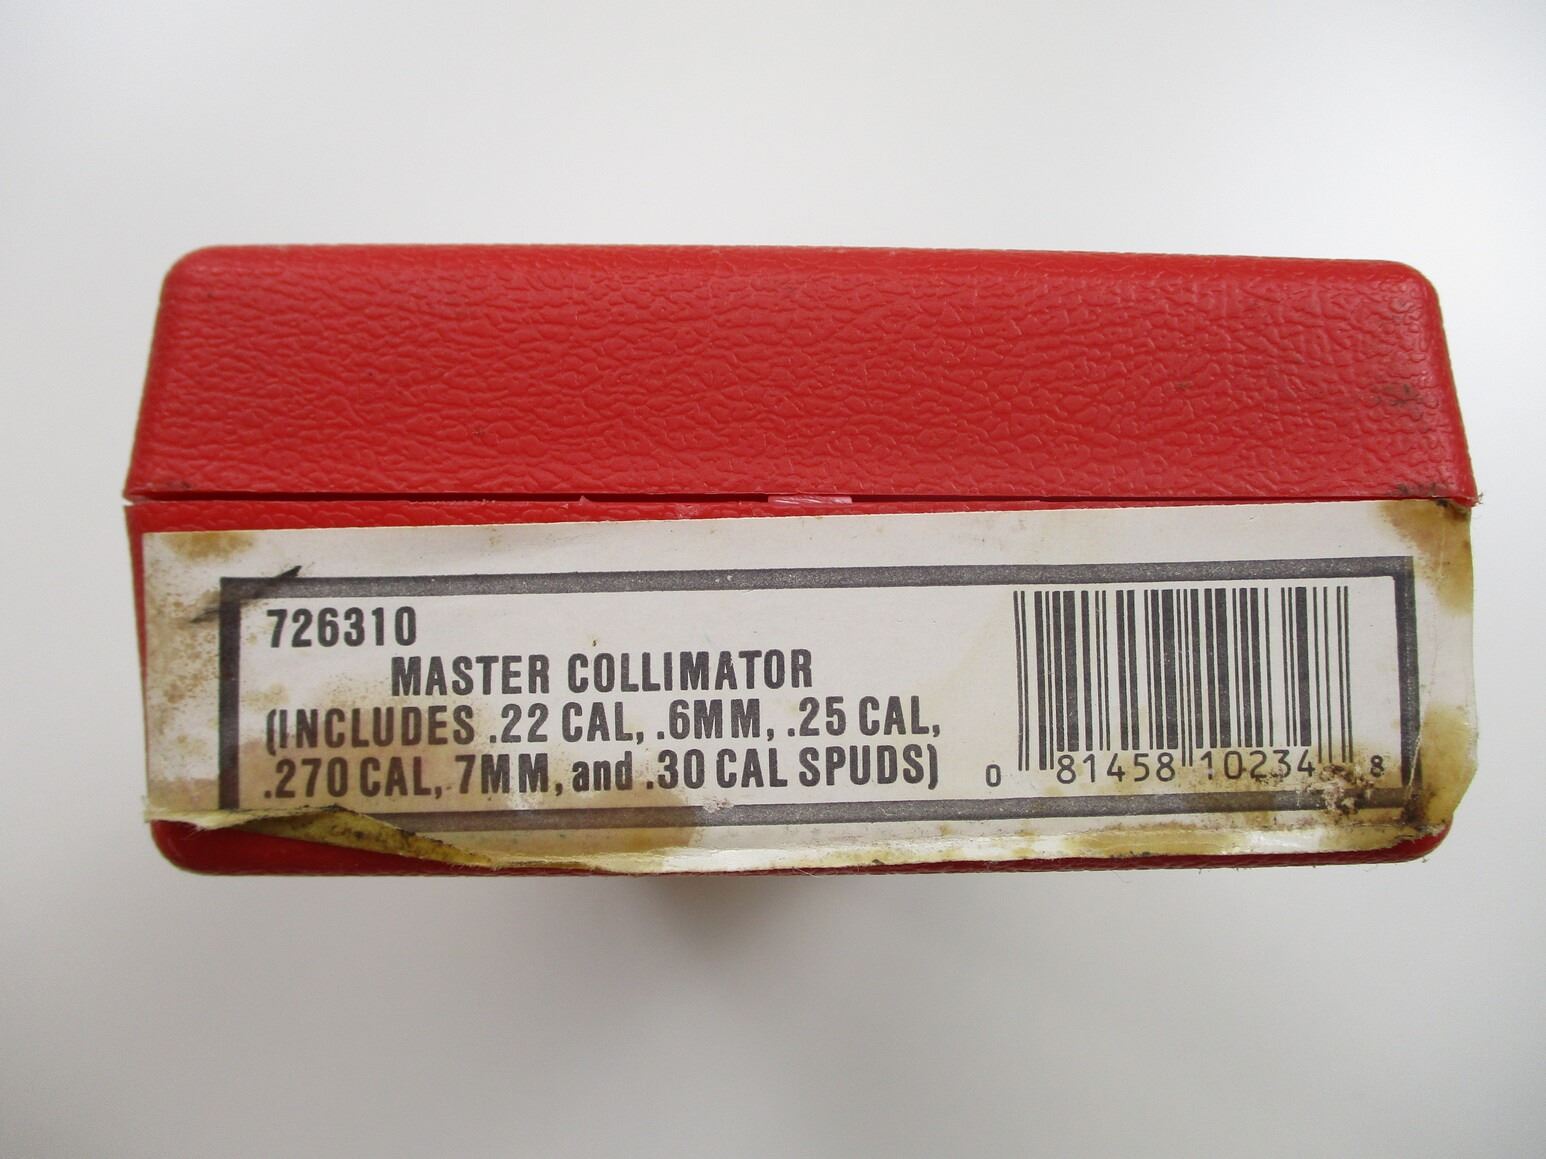 726310
MASTER COLLIMATOR
(INCLUDES .22 CAL, .6MM, .25 CAL,
.270 CAL, 7MM, and .30 CAL SPUDS)
0 81458 10234 8